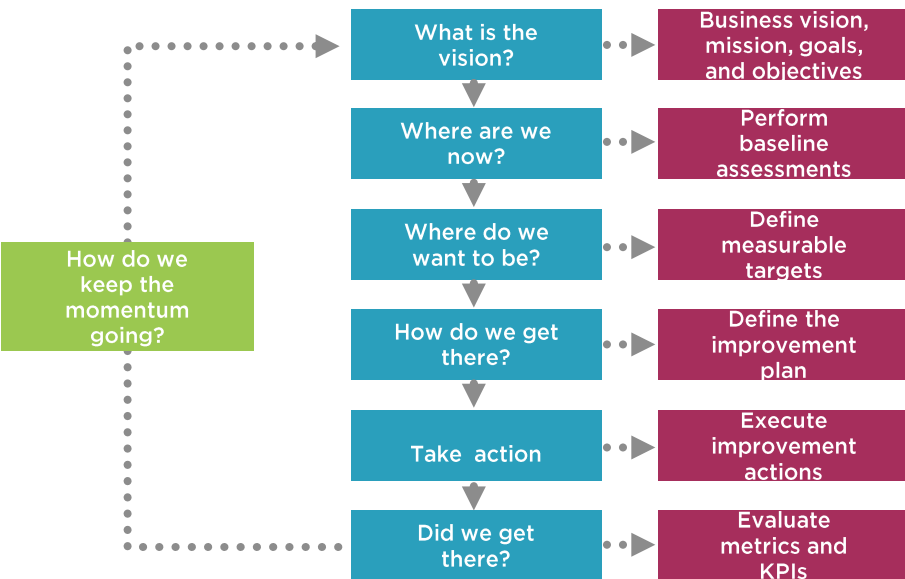 What is the
vision?
Business vision,
mission, goals,
and objectives
Where are we
now?
Perform
baseline
assessments
Where do we
want to be?
Define
measurable
targets
How do we
keep the
momentum
going?
How do we get
there?
Define the
improvement
plan
Take action
Execute
improvement
actions
Did we get
there?
Evaluate
metrics and
KPIs